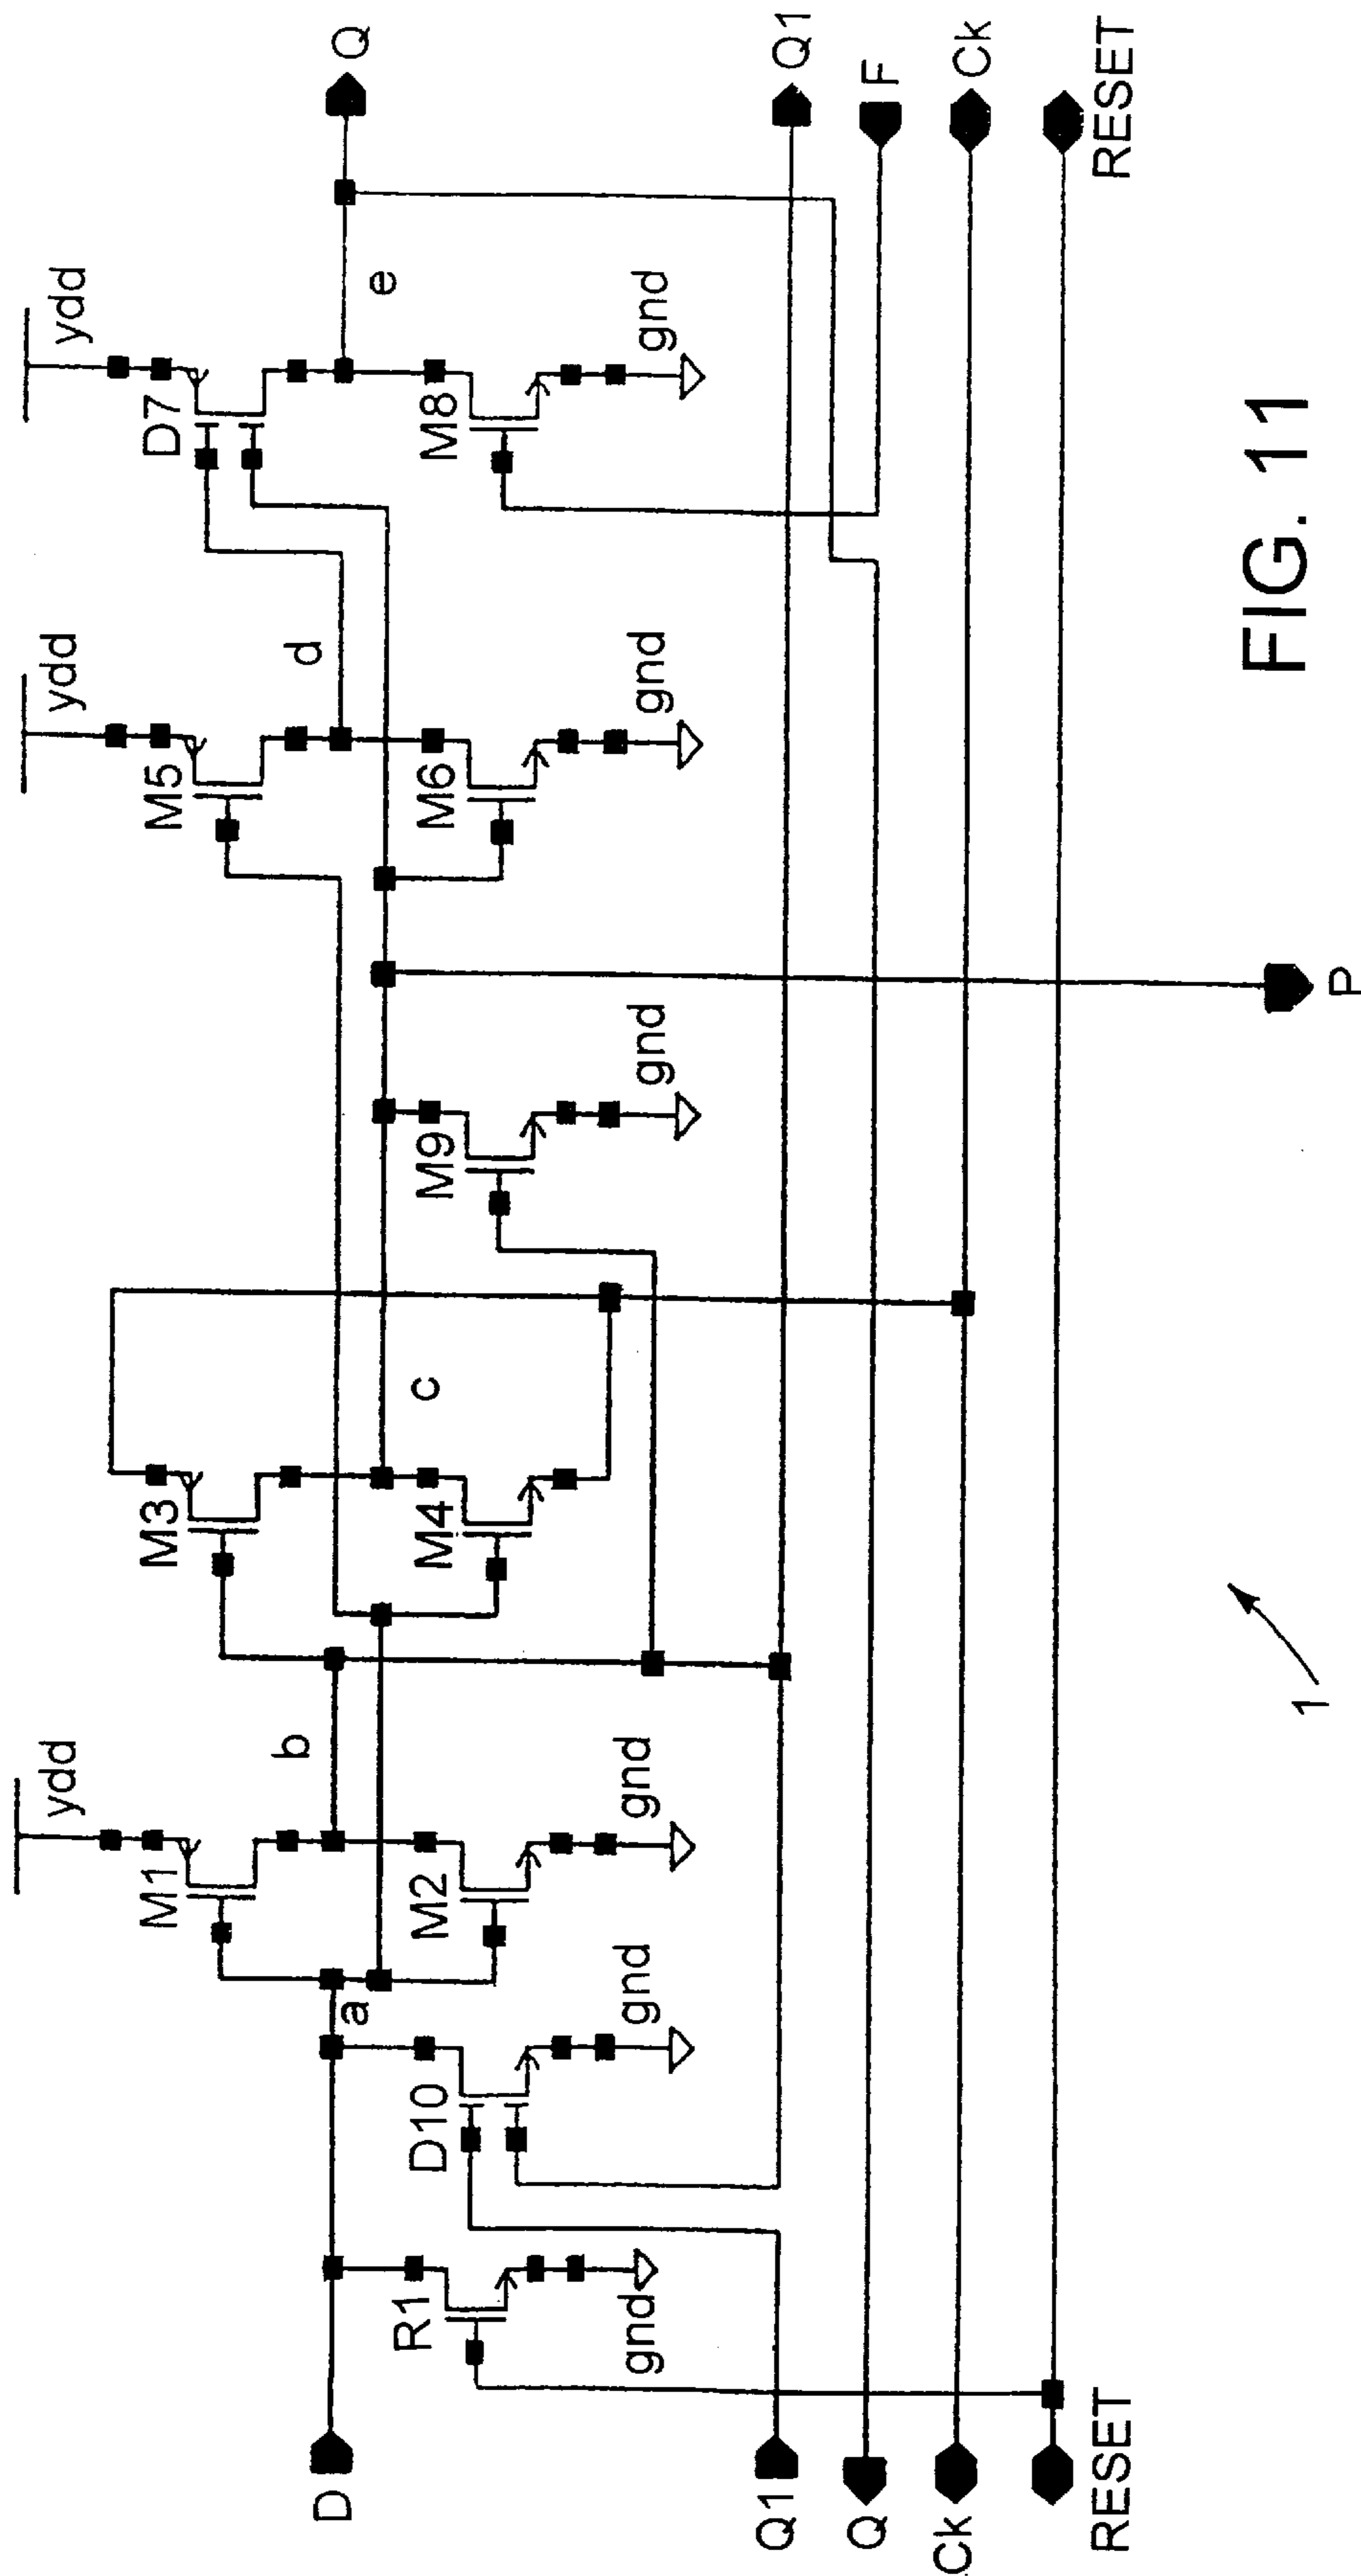 ydd
ydd
ydd
M1
M3
M5
D7
Q
b
d
e
D
a
c
R1
D10
M2
M4
M9
M6
M8
gnd
gnd
gnd
gnd
gnd
gnd
Q1
Q1
Q
F
Ck
Ck
RESET
RESET
P
1
FIG. 11